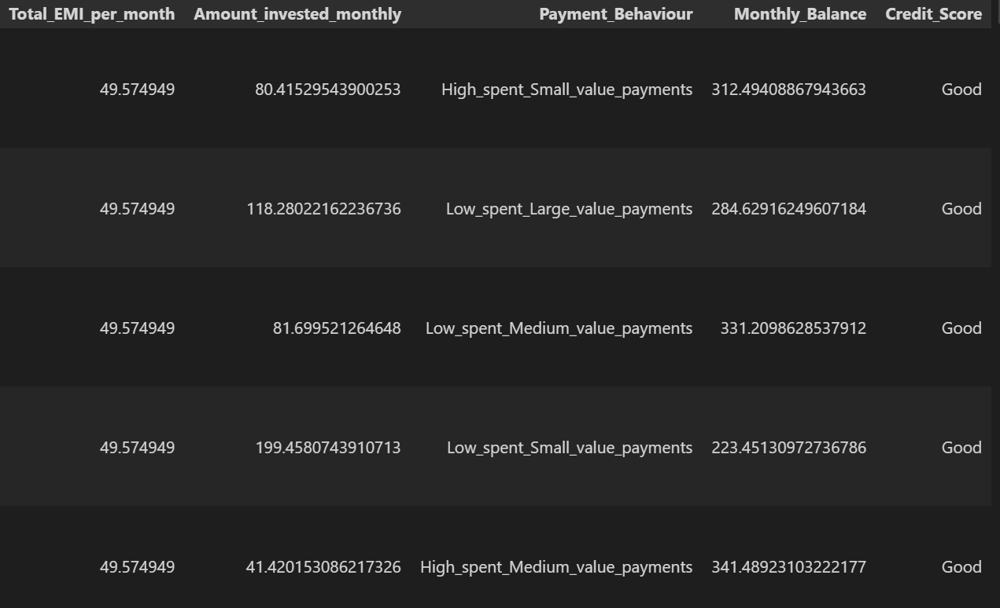 Total_EMI_per_month Amount_invested_monthly Payment_Behaviour Monthly_Balance Credit_Score
49.574949 80.41529543900253 High_spent_Small_value_payments 312.49408867943663 Good
49.574949 118.28022162236736 Low_spent_Large_value_payments 284.62916249607184 Good
49.574949 81.699521264648 Low_spent_Medium_value_payments 331.2098628537912 Good
49.574949 199.4580743910713 Low_spent_Small_value_payments 223.45130972736786 Good
49.574949 41.420153086217326 High_spent_Medium_value_payments 341.48923103222177 Good